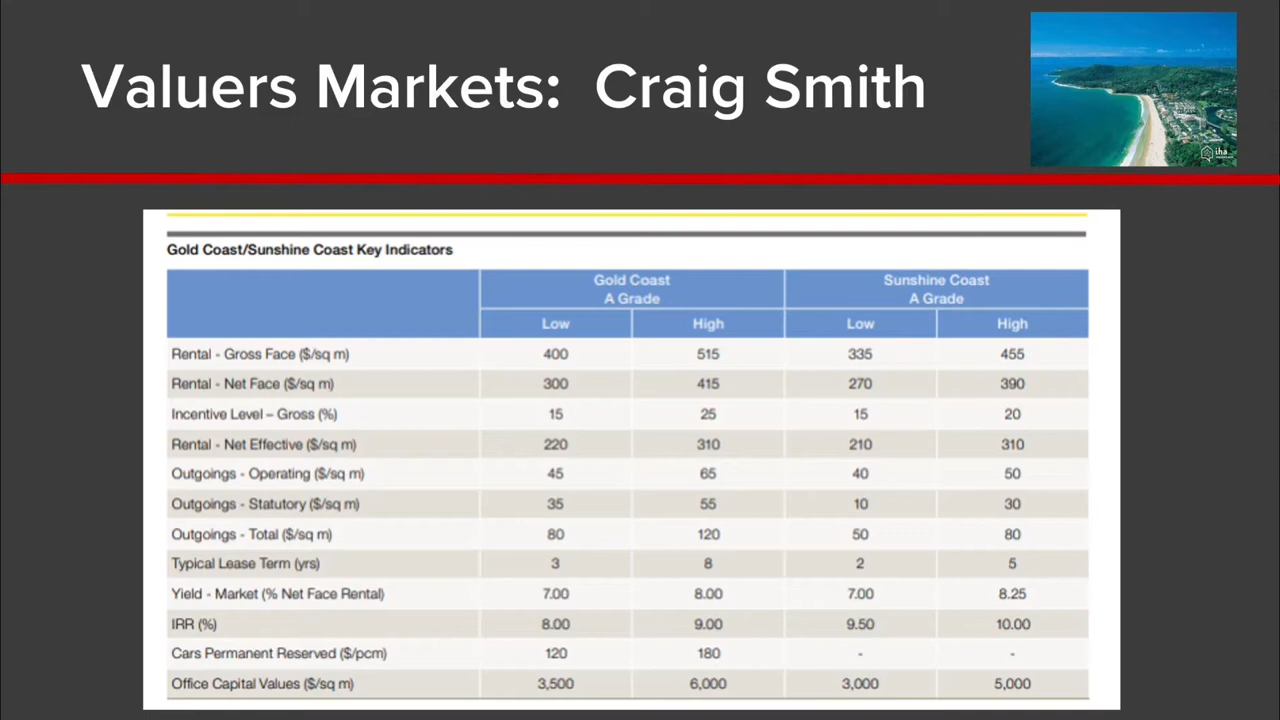 Valuers Markets: Craig Smith
iha
Gold Coast/Sunshine Coast Key Indicators
Gold Coast Sunshine Coast
A Grade A Grade
Low High Low High
Rental - Gross Face ($/sq m) 400 515 335 455
Rental - Net Face ($/sq m) 300 415 270 390
Incentive Level – Gross (%) 15 25 15 20
Rental - Net Effective ($/sq m) 220 310 210 310
Outgoings - Operating ($/sq m) 45 65 40 50
Outgoings - Statutory ($/sq m) 35 55 10 30
Outgoings - Total ($/sq m) 80 120 50 80
Typical Lease Term (yrs) 3 8 2 5
Yield - Market (% Net Face Rental) 7.00 8.00 7.00 8.25
IRR (%) 8.00 9.00 9.50 10.00
Cars Permanent Reserved ($/pcm) 120 180 - -
Office Capital Values ($/sq m) 3,500 6,000 3,000 5,000